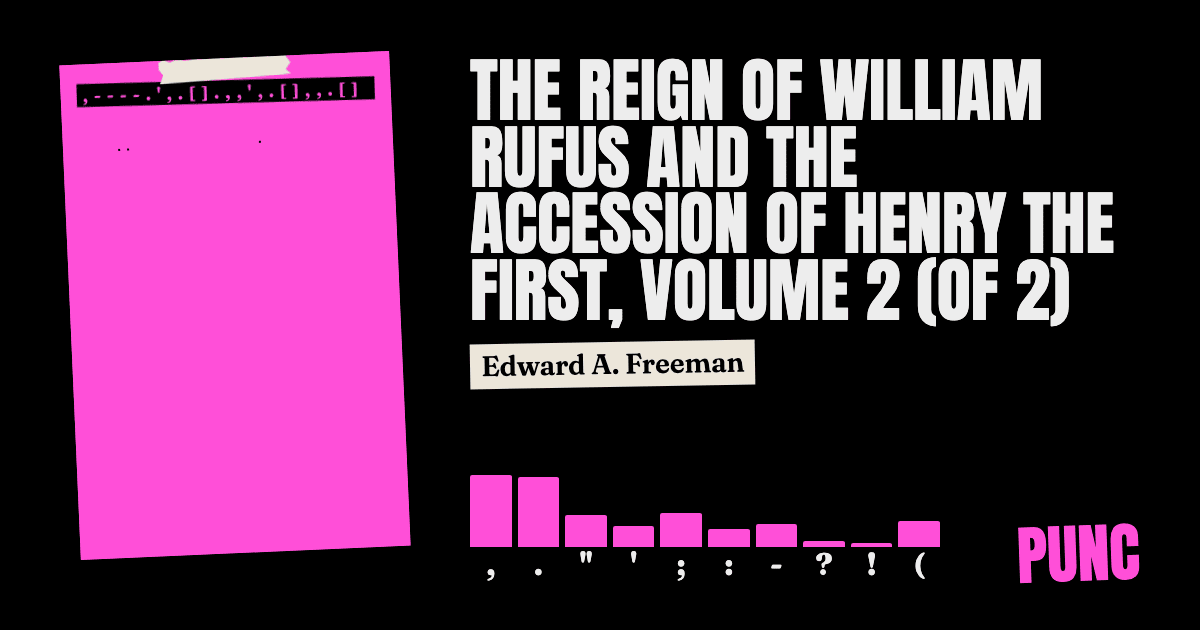 ,----.',.[].,,',.[],,.[]
.. .
THE REIGN OF WILLIAM
RUFUS AND THE
ACCESSION OF HENRY THE
FIRST, VOLUME 2 (OF 2)
Edward A. Freeman
, . " ' ; : - ? ! (
PUNC